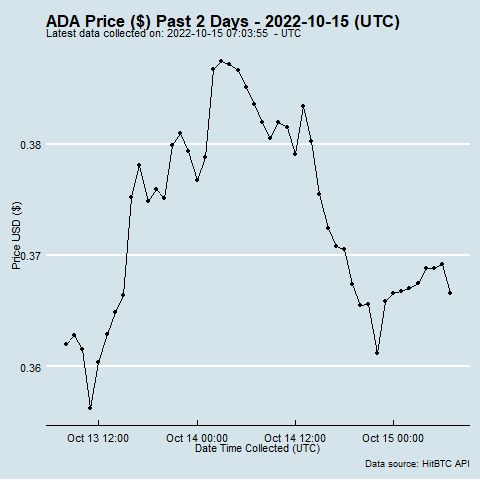 ADA Price ($) Past 2 Days - 2022-10-15 (UTC)
Latest data collected on: 2022-10-15 07:03:55 - UTC
0.38
0.37
0.36
Price USD ($)
Oct 13 12:00 Oct 14 00:00 Oct 14 12:00 Oct 15 00:00
Date Time Collected (UTC)
Data source: HitBTC API